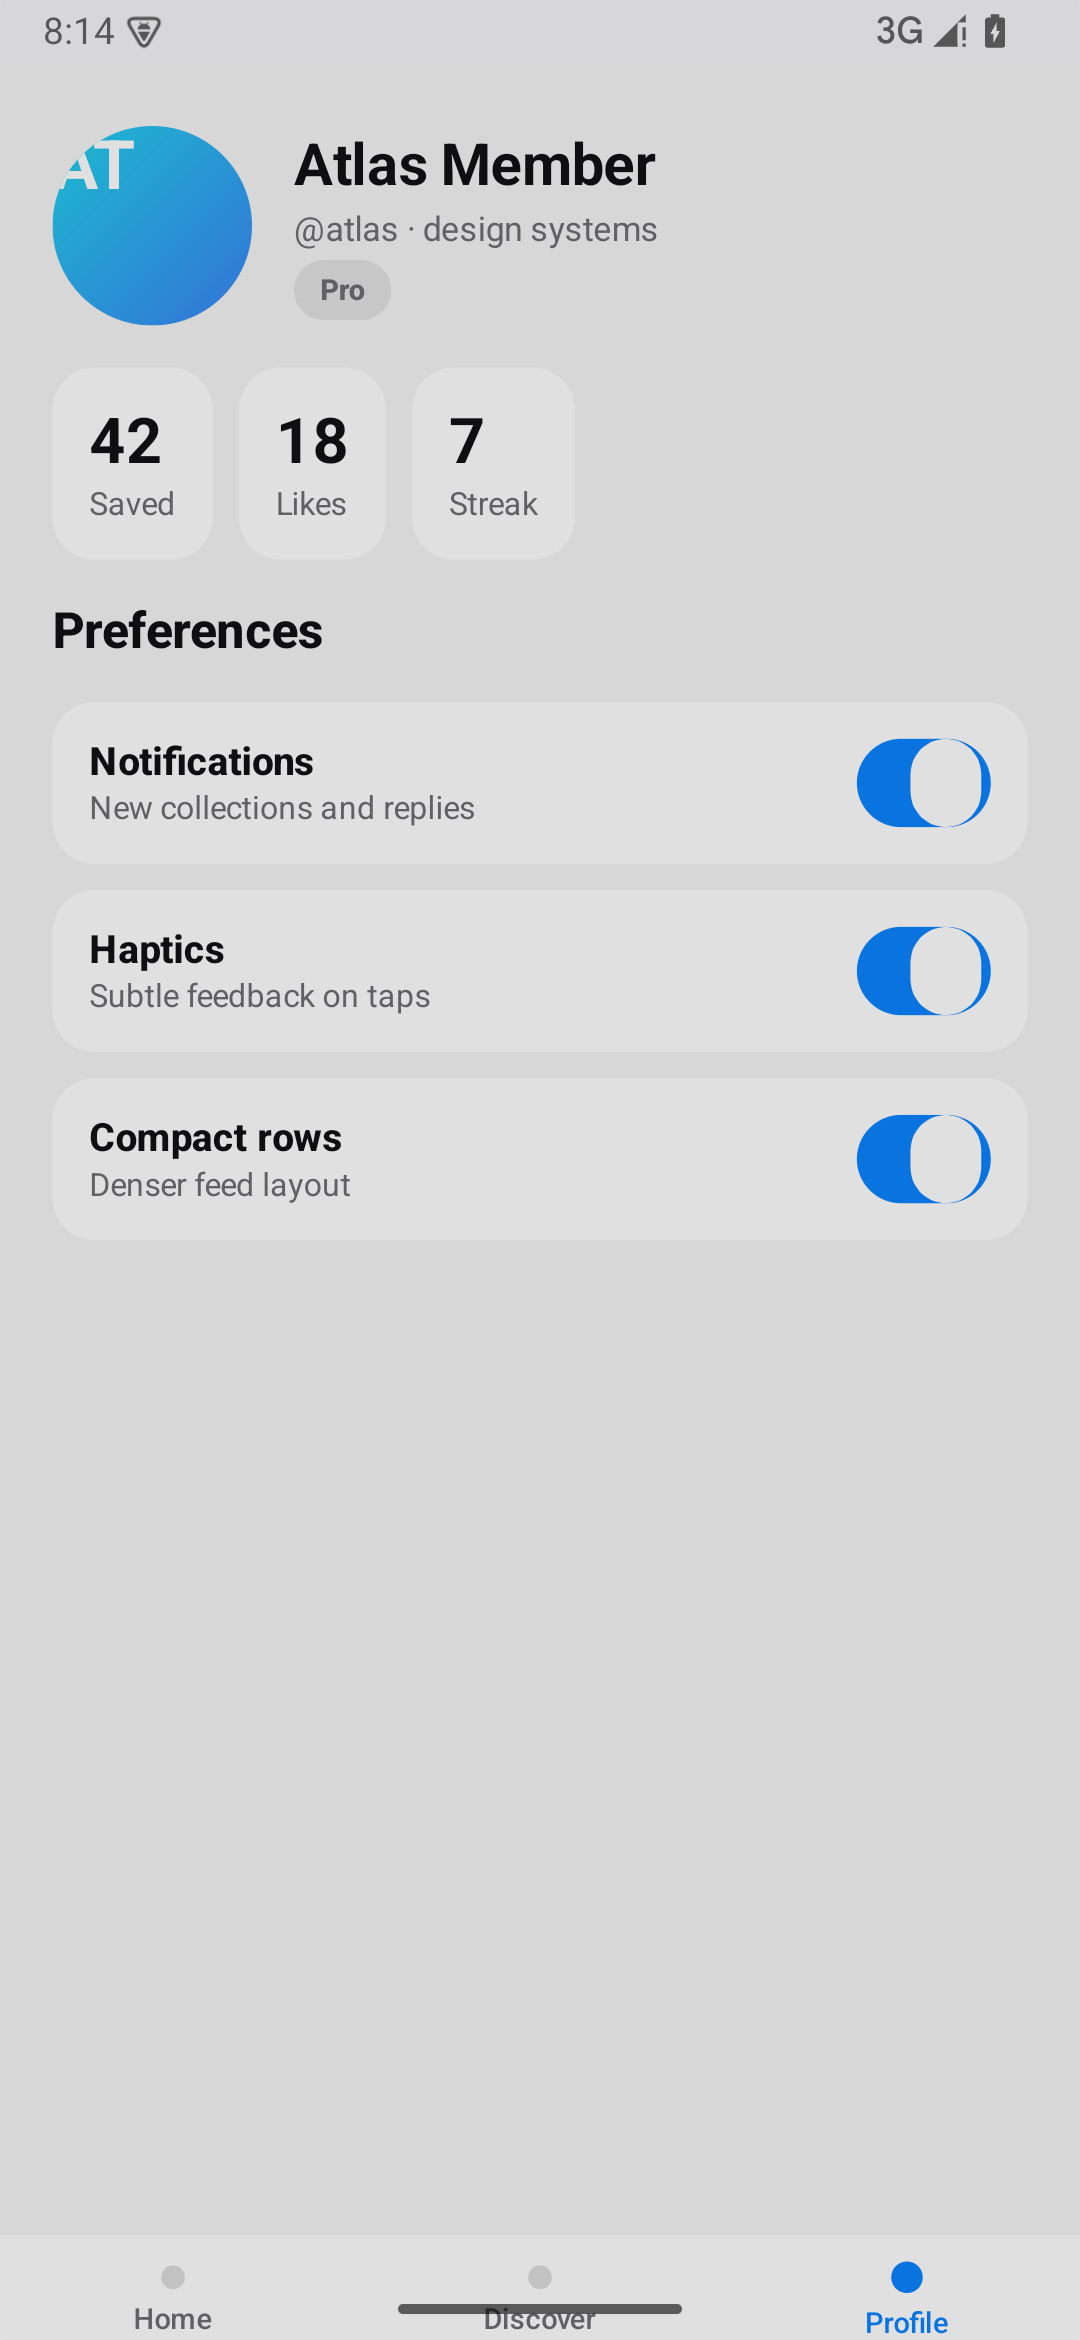 8:14
3G
AT
Atlas Member
@atlas · design systems
Pro
42
Saved
18
Likes
7
Streak
Preferences
Notifications
New collections and replies
Haptics
Subtle feedback on taps
Compact rows
Denser feed layout
Home
Discover
Profile